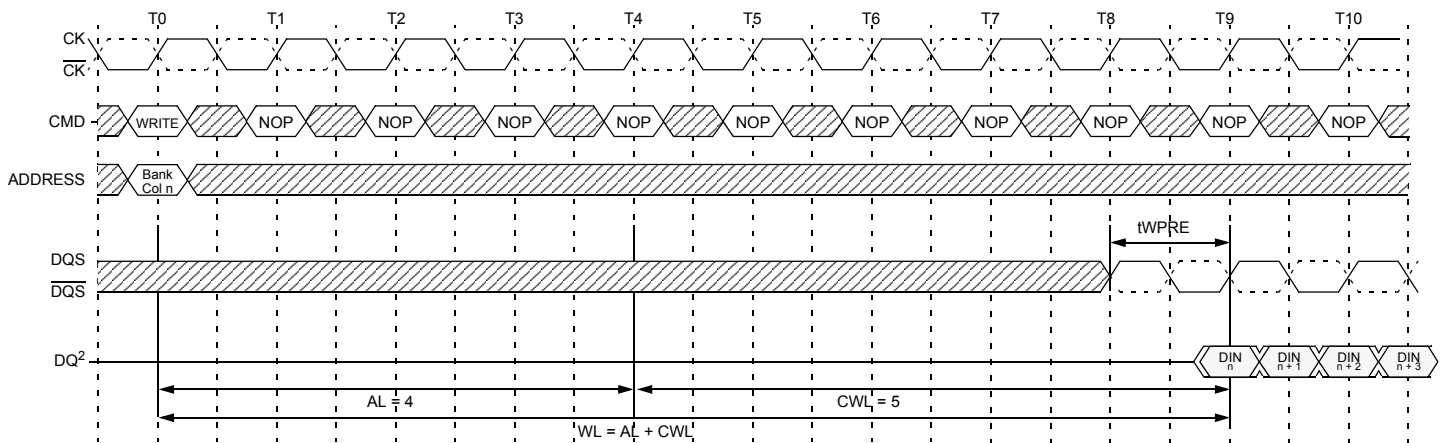 T0 T1 T2 T3 T4 T5 T6 T7 T8 T9 T10
CK
CK
CMD WRITE NOP NOP NOP NOP NOP NOP NOP NOP NOP NOP
ADDRESS Bank
Col n
tWPRE
DQS
DQS
DQ2 DIN n DIN n + 1 DIN n + 2 DIN n + 3
AL = 4 CWL = 5
WL = AL + CWL